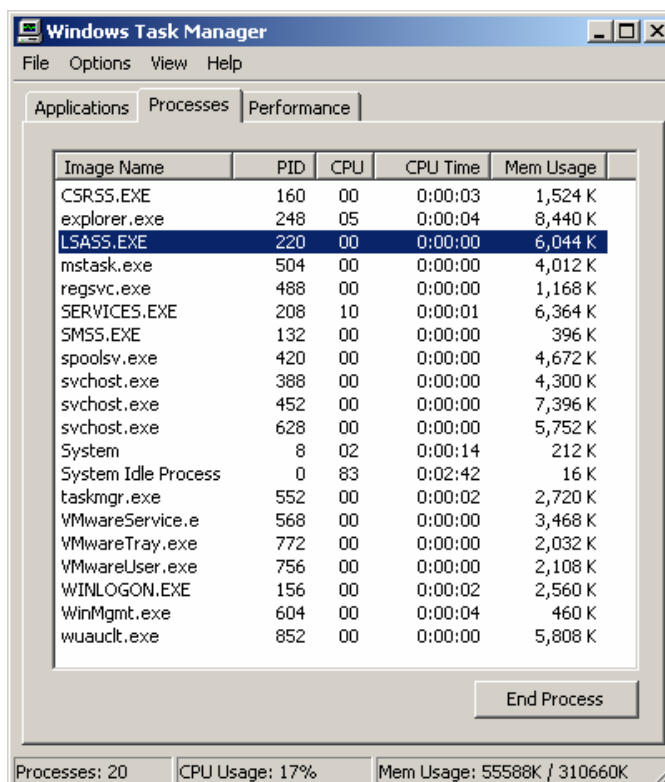 Windows Task Manager
File Options View Help
Applications Processes Performance
Image Name PID CPU CPU Time Mem Usage
CSRSS.EXE 160 00 0:00:03 1,524 K
explorer.exe 248 05 0:00:04 8,440 K
LSASS.EXE 220 00 0:00:00 6,044 K
mstask.exe 504 00 0:00:00 4,012 K
regsvc.exe 488 00 0:00:00 1,168 K
SERVICES.EXE 208 10 0:00:01 6,364 K
SMSS.EXE 132 00 0:00:00 396 K
spoolsv.exe 420 00 0:00:00 4,672 K
svchost.exe 388 00 0:00:00 4,300 K
svchost.exe 452 00 0:00:00 7,396 K
svchost.exe 628 00 0:00:00 5,752 K
System 8 02 0:00:14 212 K
System Idle Process 0 83 0:02:42 16 K
taskmgr.exe 552 00 0:00:02 2,720 K
VMwareService.e 568 00 0:00:00 3,468 K
VMwareTray.exe 772 00 0:00:00 2,032 K
VMwareUser.exe 756 00 0:00:00 2,108 K
WINLOGON.EXE 156 00 0:00:02 2,560 K
WinMgmt.exe 604 00 0:00:04 460 K
wuauclt.exe 852 00 0:00:00 5,808 K
End Process
Processes: 20 CPU Usage: 17% Mem Usage: 55588K / 310660K